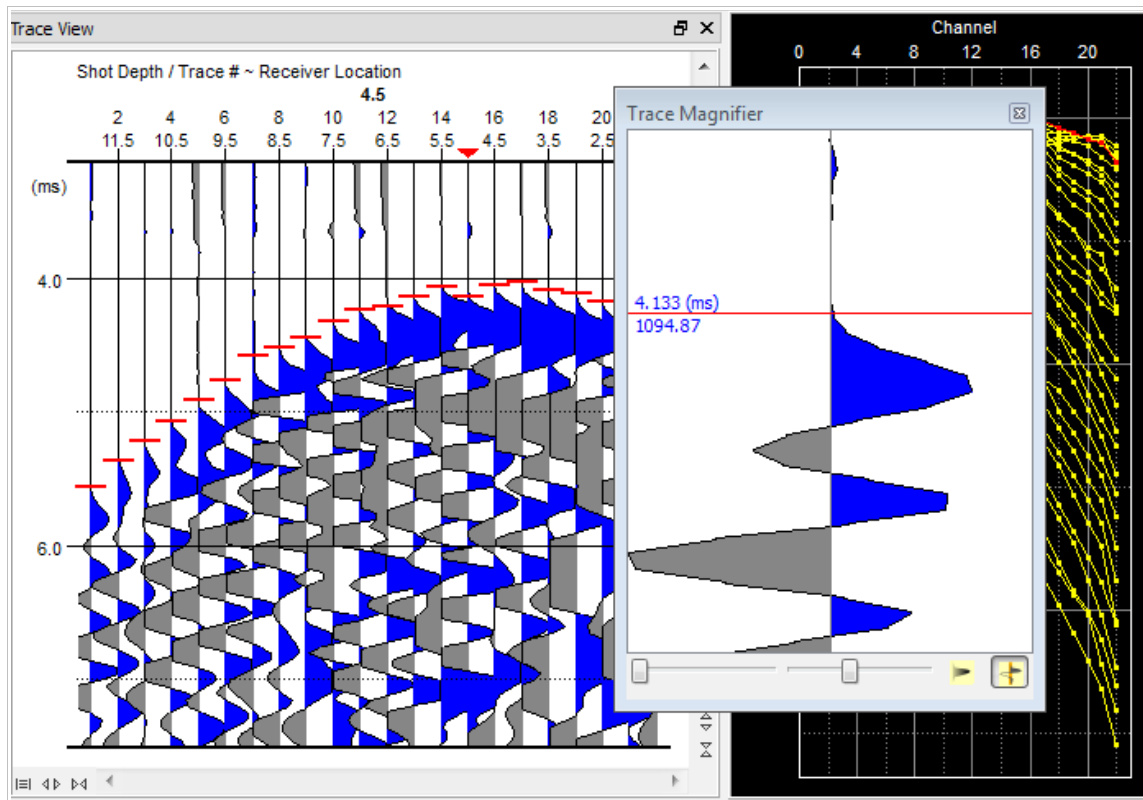 Trace View
Shot Depth / Trace # ~ Receiver Location
4.5
2 4 6 8 10 12 14 16 18 20
11.5 10.5 9.5 8.5 7.5 6.5 5.5 4.5 3.5 2.5
(ms)
4.0
6.0
Channel
0 4 8 12 16 20
Trace Magnifier
4.133 (ms)
1094.87